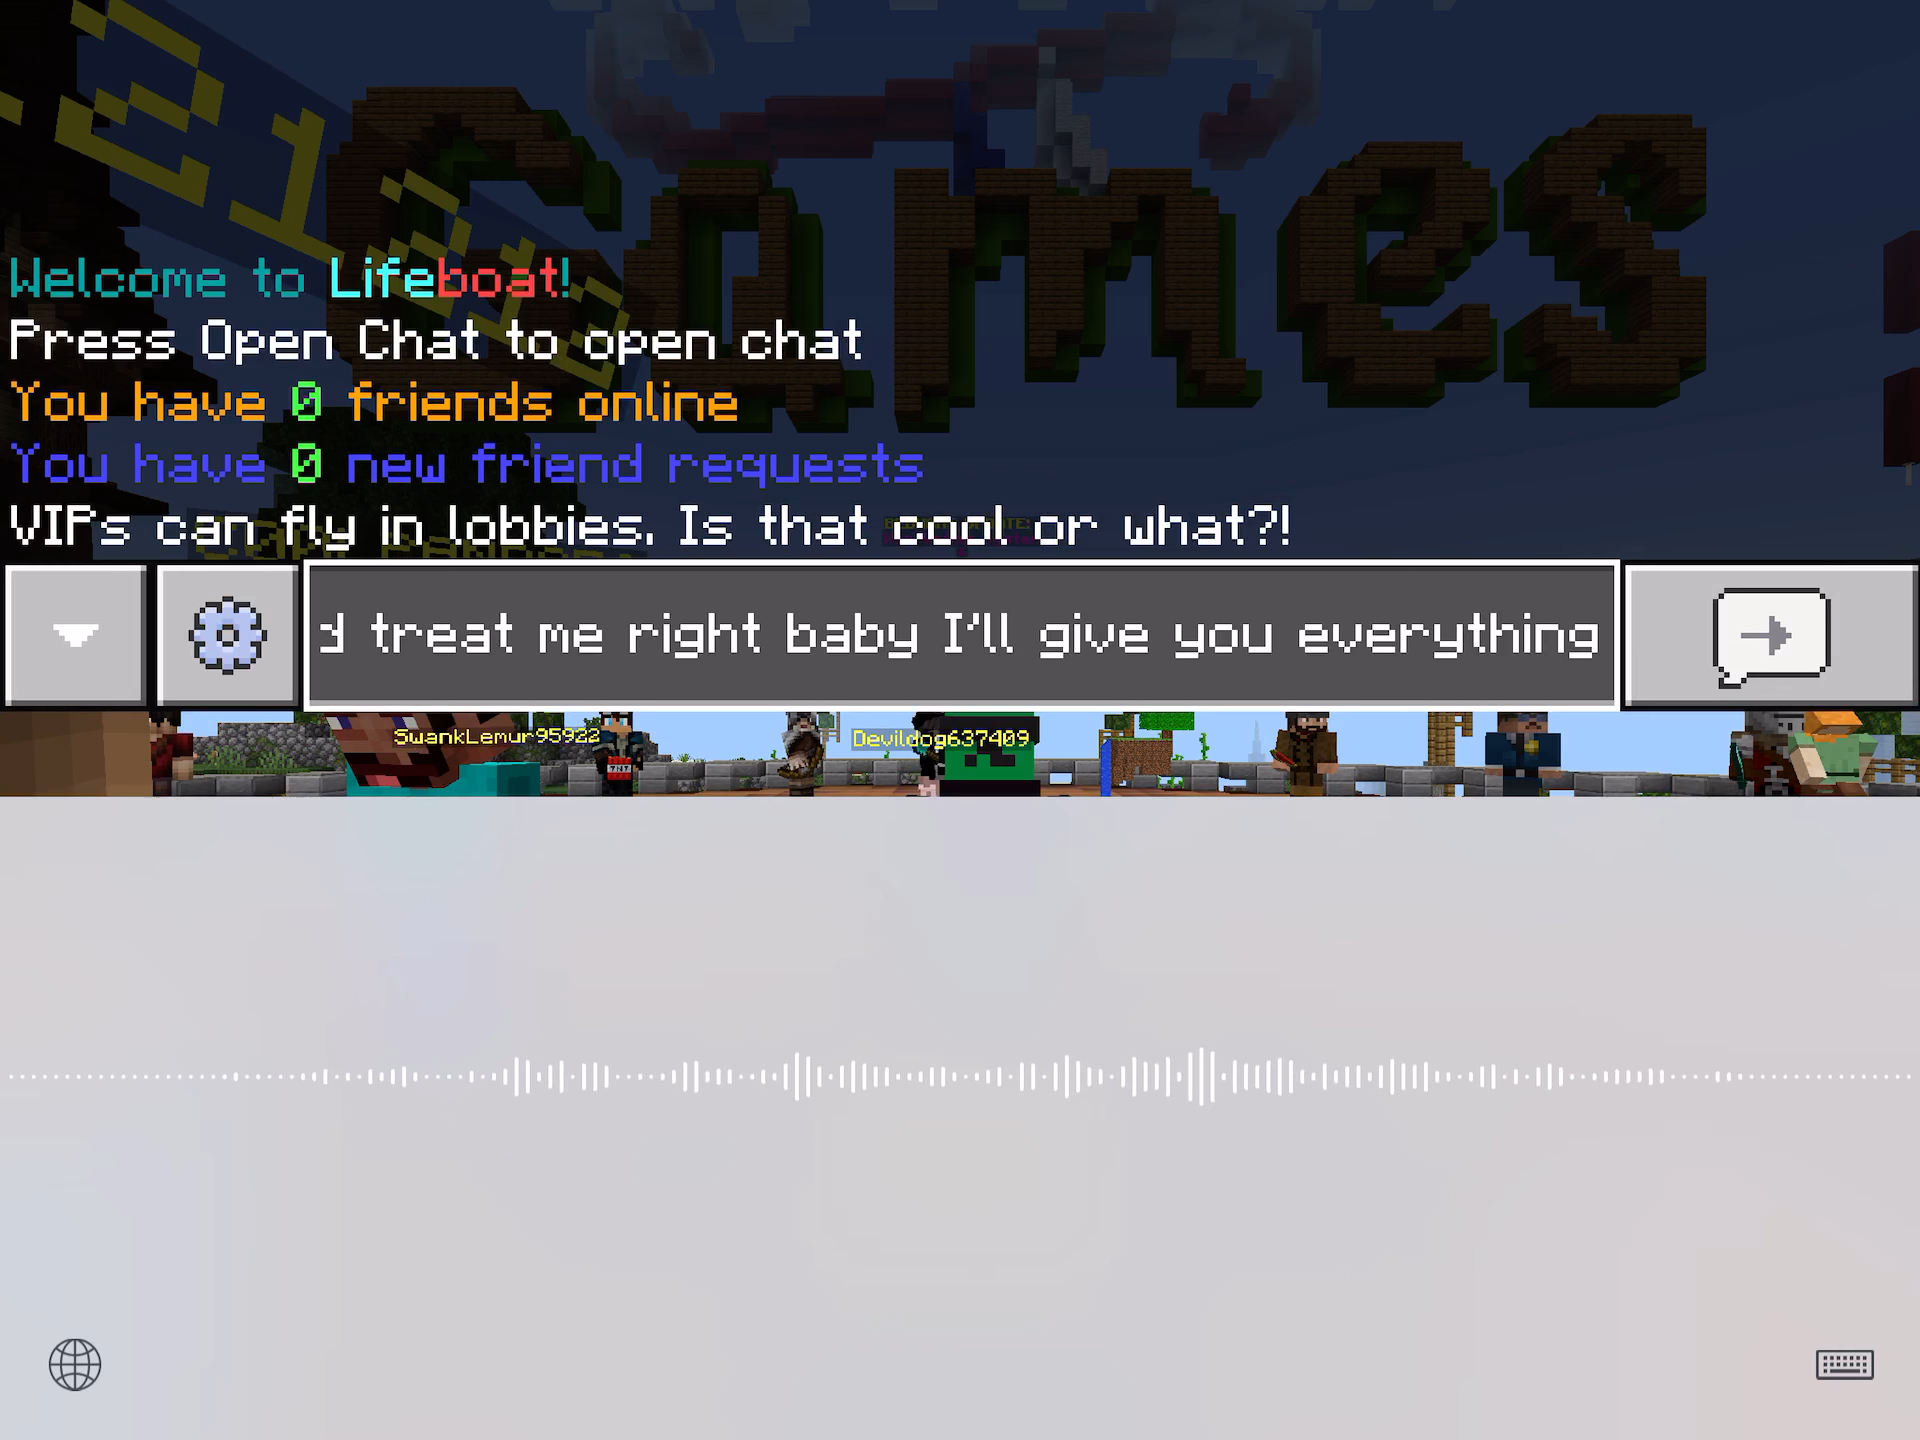 Games
Welcome to Lifeboat!
Press Open Chat to open chat
You have 0 friends online
You have 0 new friend requests
VIPs can fly in lobbies. Is that cool or what?!
treat me right baby I'll give you everything
SwankLemur95922
Devildog637409
TNT